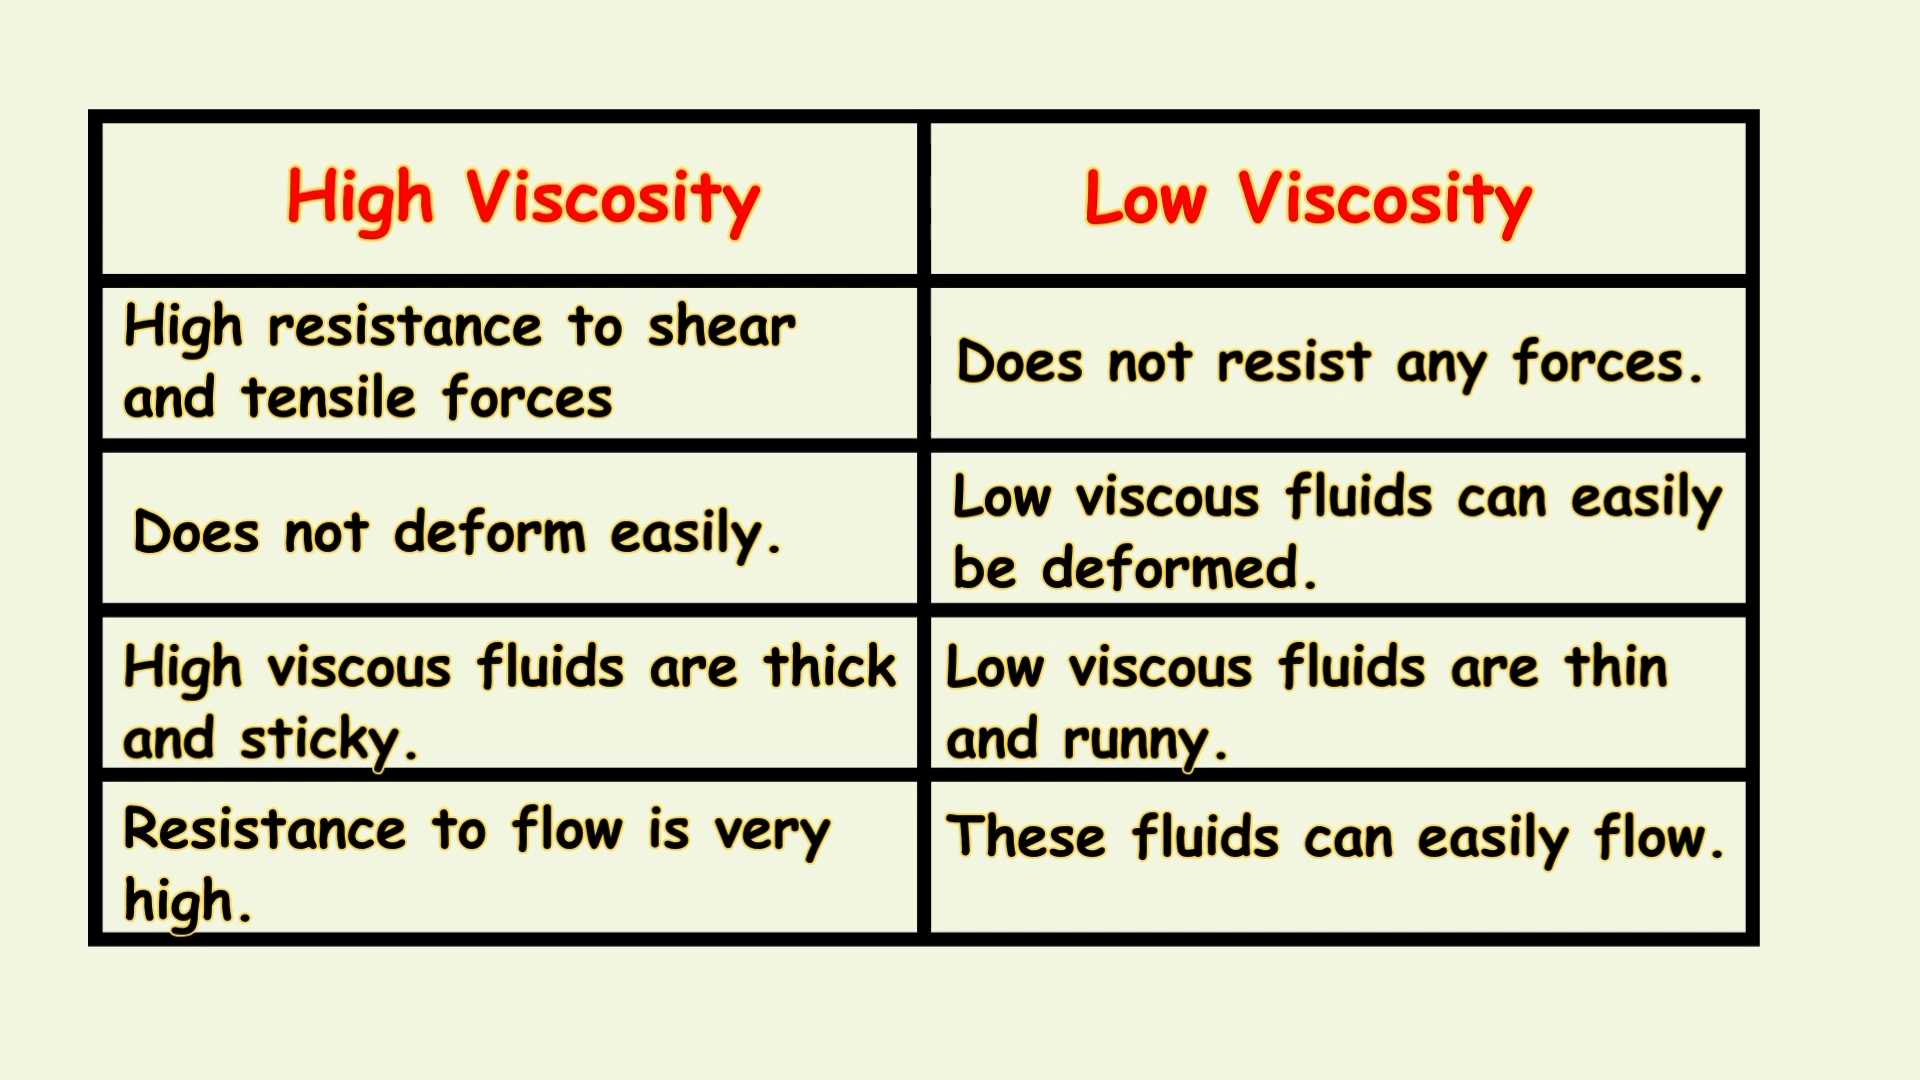 High Viscosity
Low Viscosity
High resistance to shear
and tensile forces
Does not resist any forces.
Does not deform easily.
Low viscous fluids can easily
be deformed.
High viscous fluids are thick
and sticky.
Low viscous fluids are thin
and runny.
Resistance to flow is very
high.
These fluids can easily flow.